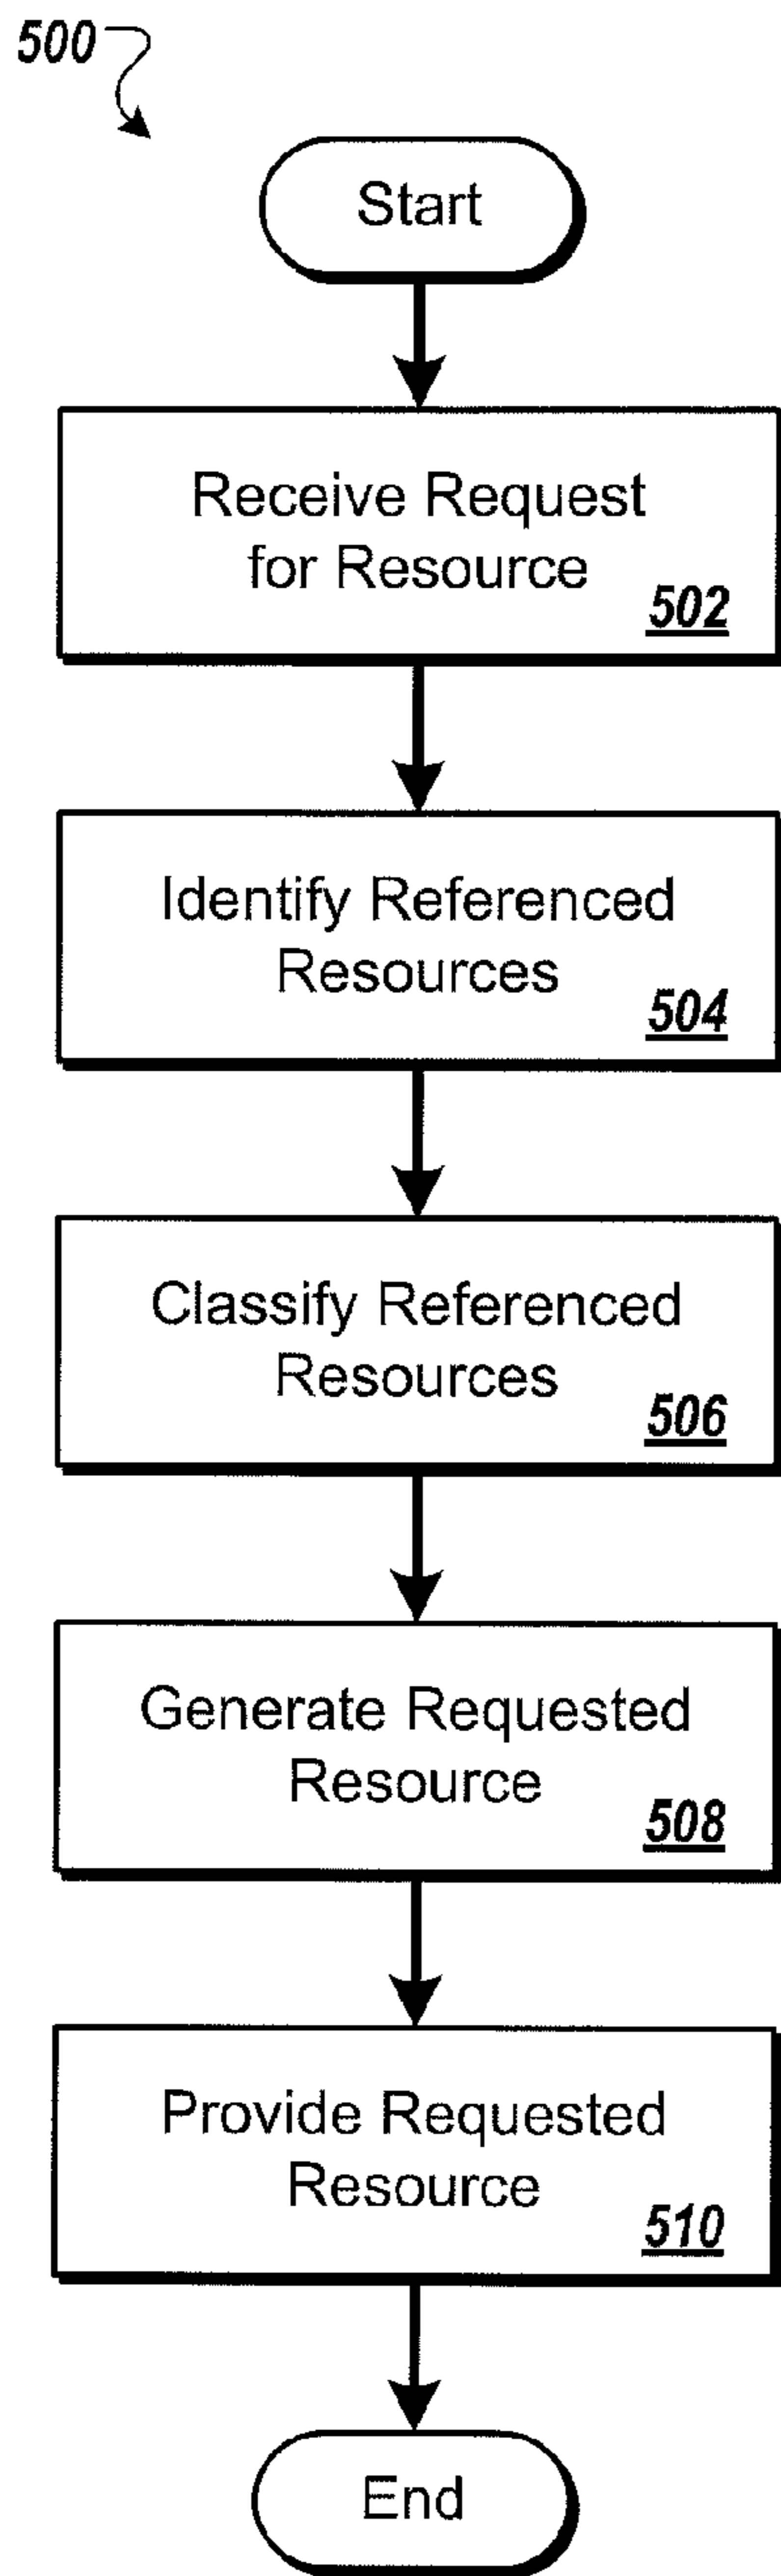 500
Start
Receive Request
for Resource
502
Identify Referenced
Resources
504
Classify Referenced
Resources
506
Generate Requested
Resource
508
Provide Requested
Resource
510
End